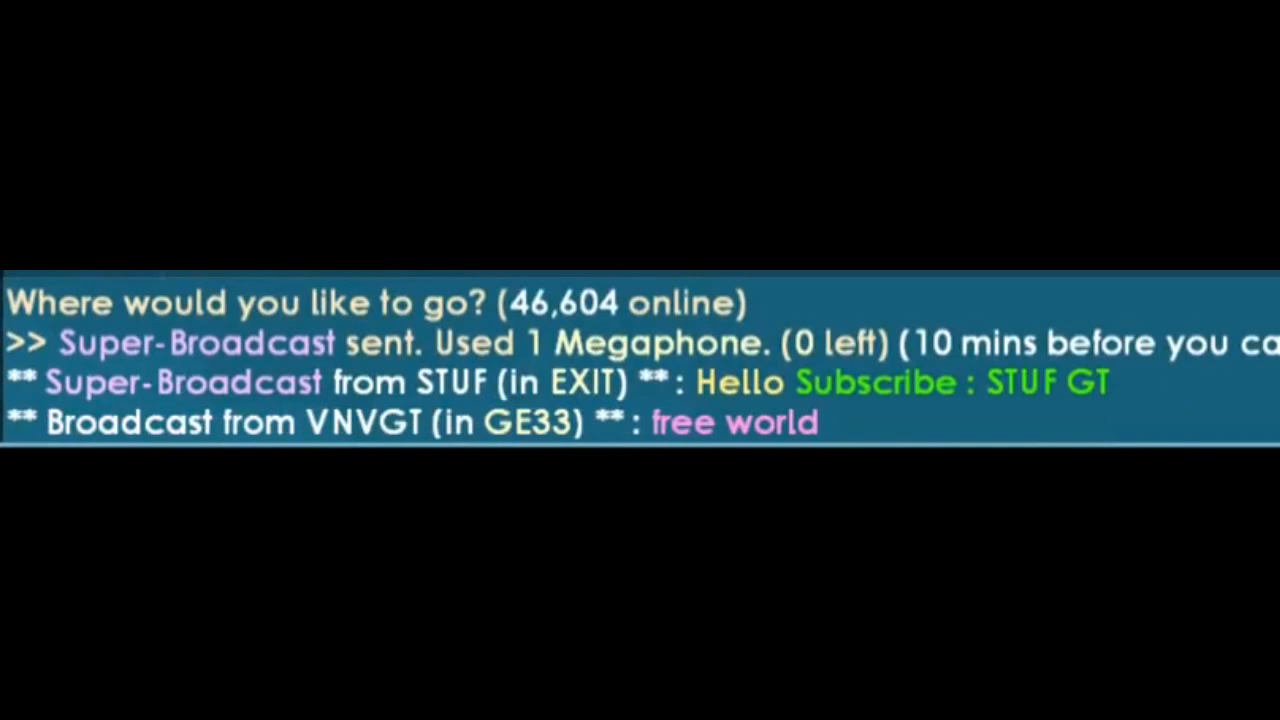 Where would you like to go? (46,604 online)
>> Super-Broadcast sent. Used 1 Megaphone. (0 left) (10 mins before you ca
** Super-Broadcast from STUF (in EXIT) ** : Hello Subscribe : STUF GT
** Broadcast from VNVGT (in GE33) ** : free world